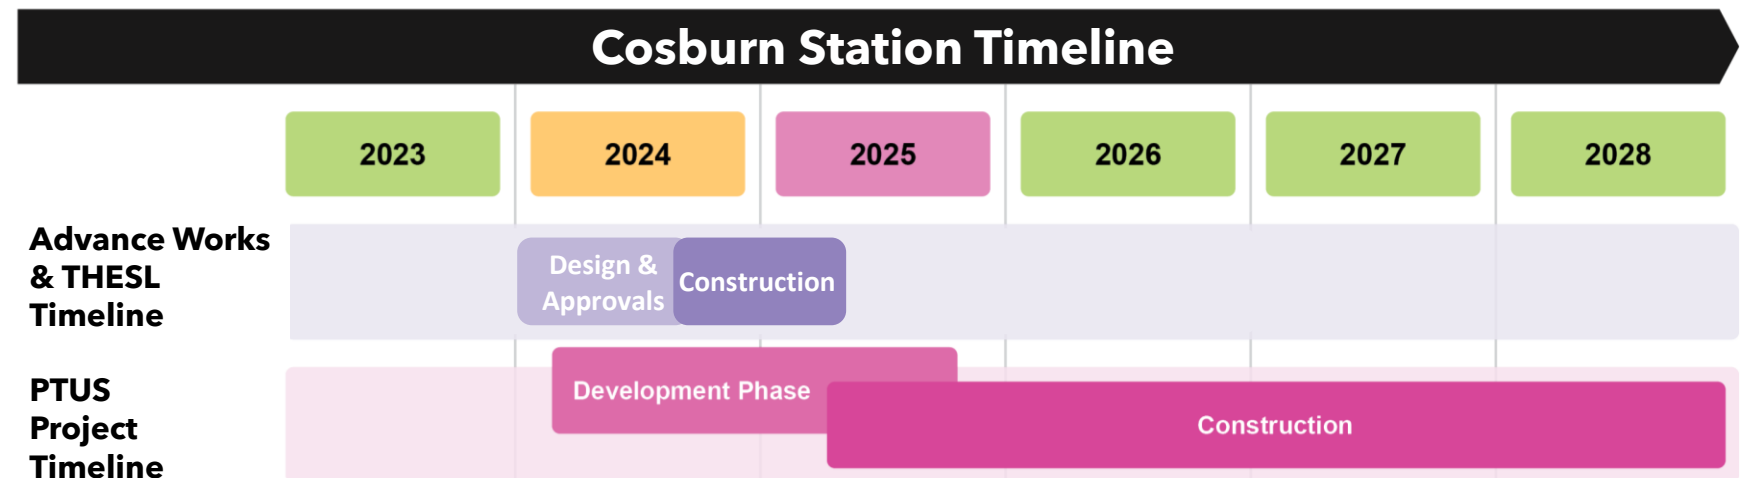 Cosburn Station Timeline
2023 2024 2025 2026 2027 2028
Advance Works
& THESL
Timeline
Design &
Approvals
Construction
PTUS
Project
Timeline
Development Phase
Construction